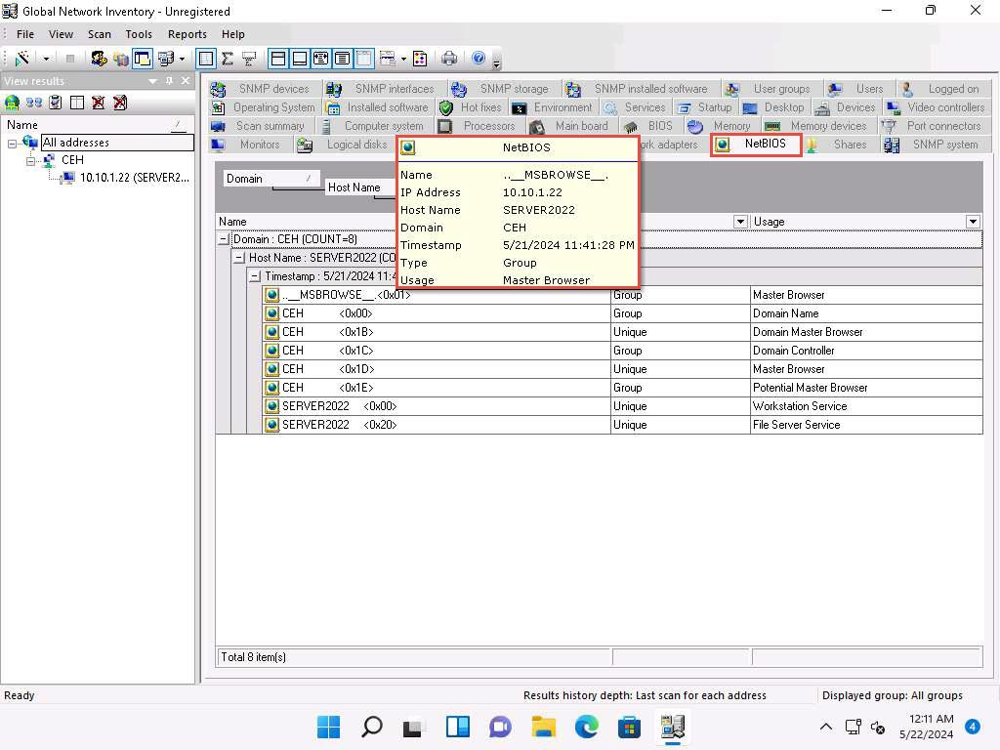 Global Network Inventory - Unregistered
File View Scan Tools Reports Help
View results
Name
All addresses
CEH
10.10.1.22 (SERVER2...
SNMP devices SNMP interfaces SNMP storage SNMP installed software User groups Users Logged on
Operating System Installed software Hot fixes Environment Services Startup Desktop Devices Video controllers
Scan summary Computer system Processors Main board BIOS Memory Memory devices Port connectors
Monitors Logical disks ork adapters NetBIOS Shares SNMP system
NetBIOS
Name ..__MSBROWSE__.
IP Address 10.10.1.22
Host Name SERVER2022
Domain CEH
Timestamp 5/21/2024 11:41:28 PM
Type Group
Usage Master Browser
Domain
Host Name
Name Usage
Domain : CEH (COUNT=8)
Host Name : SERVER2022 (CO
Timestamp : 5/21/2024 11:4
..__MSBROWSE__.<0x01> Group Master Browser
CEH <0x00> Group Domain Name
CEH <0x1B> Unique Domain Master Browser
CEH <0x1C> Group Domain Controller
CEH <0x1D> Unique Master Browser
CEH <0x1E> Group Potential Master Browser
SERVER2022 <0x00> Unique Workstation Service
SERVER2022 <0x20> Unique File Server Service
Total 8 item(s)
Ready Results history depth: Last scan for each address Displayed group: All groups
12:11 AM
5/22/2024
4